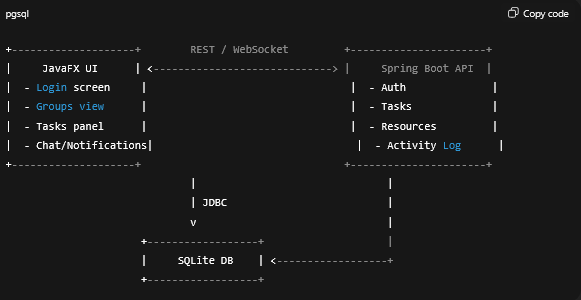 pgsql Copy code
+--------------------+ REST / WebSocket +----------------------+
| JavaFX UI | <-----------------------------> | Spring Boot API |
| - Login screen | | - Auth |
| - Groups view | | - Tasks |
| - Tasks panel | | - Resources |
| - Chat/Notifications| | - Activity Log |
+--------------------+ +----------------------+
| |
| JDBC |
v |
+------------------+ |
| SQLite DB | <------------------+
+------------------+